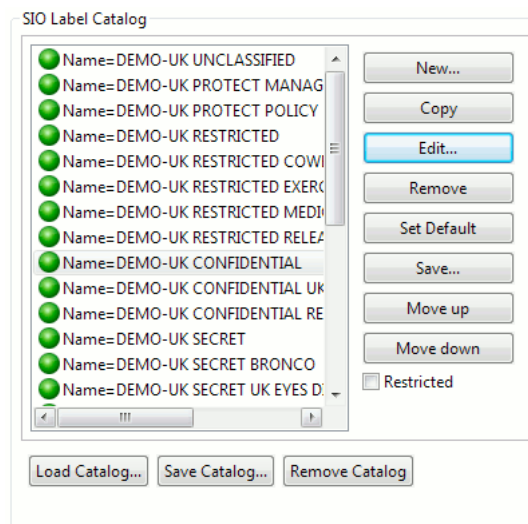 SIO Label Catalog
Name=DEMO-UK UNCLASSIFIED
Name=DEMO-UK PROTECT MANAG
Name=DEMO-UK PROTECT POLICY
Name=DEMO-UK RESTRICTED
Name=DEMO-UK RESTRICTED COW
Name=DEMO-UK RESTRICTED EXERC
Name=DEMO-UK RESTRICTED MEDI
Name=DEMO-UK RESTRICTED RELEA
Name=DEMO-UK CONFIDENTIAL
Name=DEMO-UK CONFIDENTIAL UK
Name=DEMO-UK CONFIDENTIAL RE
Name=DEMO-UK SECRET
Name=DEMO-UK SECRET BRONCO
Name=DEMO-UK SECRET UK EYES D
New...
Copy
Edit...
Remove
Set Default
Save...
Move up
Move down
Restricted
Load Catalog...
Save Catalog...
Remove Catalog